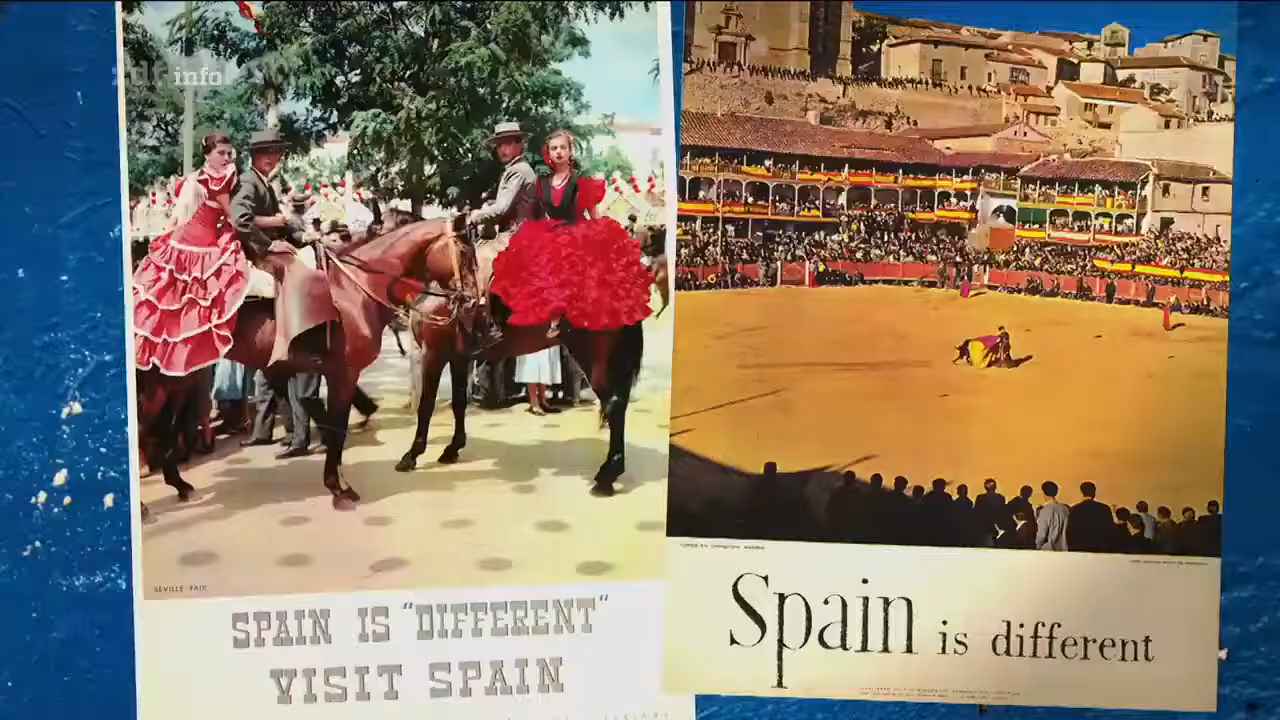 info
SEVILLE FAIR
SPAIN IS "DIFFERENT"
VISIT SPAIN
Spain is different